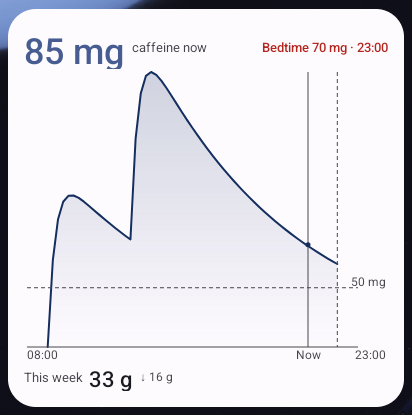 85 mg caffeine now Bedtime 70 mg · 23:00
50 mg
08:00 Now 23:00
This week 33 g ↓ 16 g